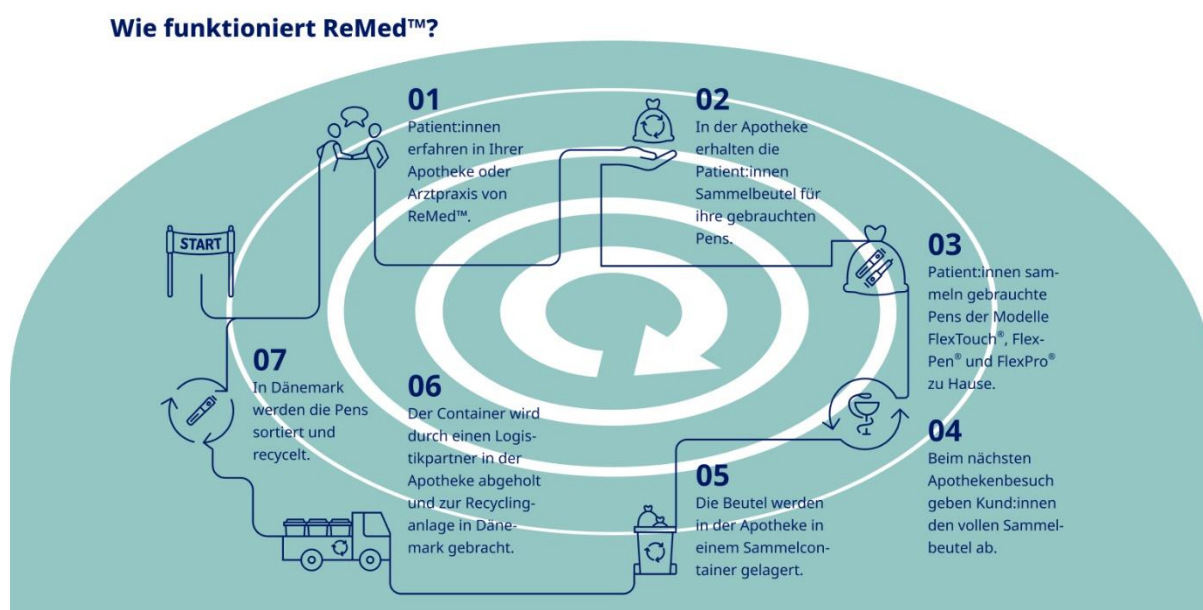 Wie funktioniert ReMed™?
START
01
Patient:innen
erfahren in Ihrer
Apotheke oder
Arztpraxis von
ReMed™.
02
In der Apotheke
erhalten die
Patient:innen
Sammelbeutel für
ihre gebrauchten
Pens.
03
Patient:innen sam-
meln gebrauchte
Pens der Modelle
FlexTouch®, Flex-
Pen® und FlexPro®
zu Hause.
04
Beim nächsten
Apothekenbesuch
geben Kund:innen
den vollen Sammel-
beutel ab.
05
Die Beutel werden
in der Apotheke in
einem Sammelcon-
tainer gelagert.
06
Der Container wird
durch einen Logis-
tikpartner in der
Apotheke abgeholt
und zur Recycling-
anlage in Däne-
mark gebracht.
07
In Dänemark
werden die Pens
sortiert und
recycelt.